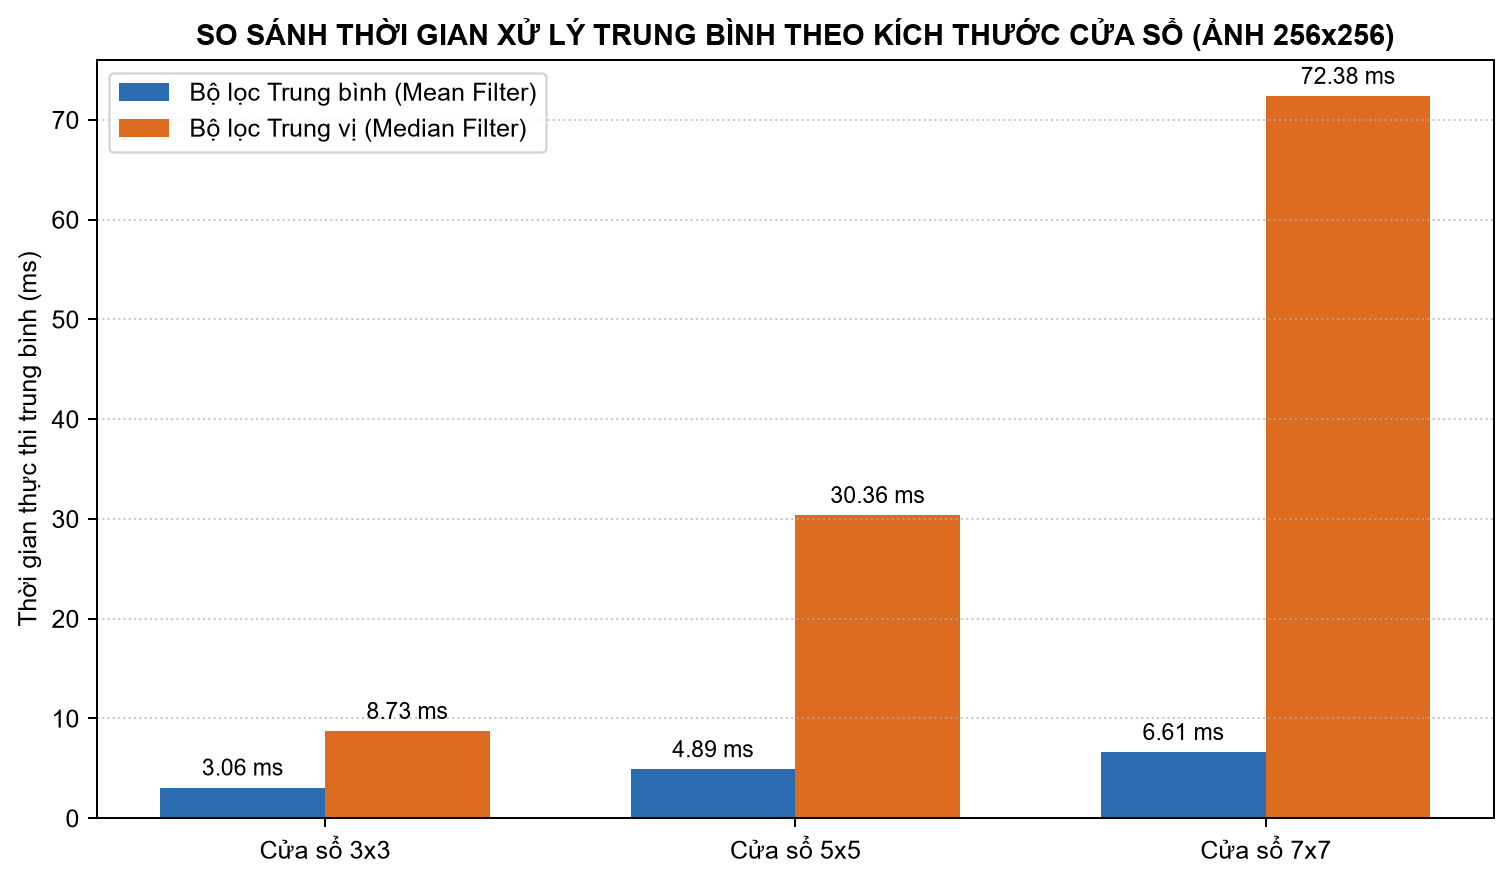 SO SÁNH THỜI GIAN XỬ LÝ TRUNG BÌNH THEO KÍCH THƯỚC CỬA SỔ (ẢNH 256x256)
Bộ lọc Trung bình (Mean Filter)
Bộ lọc Trung vị (Median Filter)
Thời gian thực thi trung bình (ms)
70
60
50
40
30
20
10
0
3.06 ms
8.73 ms
4.89 ms
30.36 ms
6.61 ms
72.38 ms
Cửa sổ 3x3
Cửa sổ 5x5
Cửa sổ 7x7